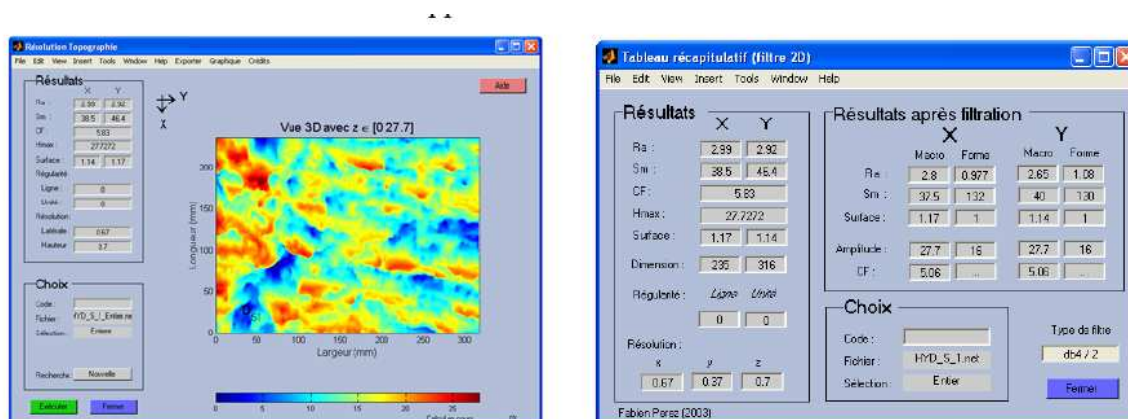 Résolution Topographie
File Edit View Insert Tools Window Help Exporter Graphique Crédits
Résultats
X Y
Ra : 2.99 2.92
Sm : 38.5 46.4
CF : 5.83
Hmax : 27.7272
Surface : 1.14 1.17
Régularité
Ligne : 0
Unité : 0
Résolution :
Latérale 0.67
Hauteur 0.7
Choix
Code :
Fichier :
Sélection : Entière
Recherche : Nouvelle
Exécuter Fermer
Y
X
Aide
Vue 3D avec z ∈ [0 27.7]
Longueur (mm)
200
150
100
50
0
0 50 100 150 200 250 300
Largeur (mm)
0 5 10 15 20 25
Tableau récapitulatif (filtre 2D)
File Edit View Insert Tools Window Help
Résultats
X Y
Ra : 2.99 2.92
Sm : 38.5 46.4
CF : 5.83
Hmax : 27.7272
Surface : 1.17 1.14
Dimension : 235 316
Régularité : Ligne Unité
0 0
Résolution :
x y z
0.67 0.37 0.7
Fabien Perez (2003)
Résultats après filtration
X Y
Macro Forme Macro Forme
Ra : 2.8 0.977 2.65 1.08
Sm : 37.5 132 40 130
Surface : 1.17 1 1.14 1
Amplitude : 27.7 16 27.7 16
CF : 5.06 ... 5.06 ...
Choix
Code :
Fichier : HYD_S_1.net
Sélection : Entier
Type de filtre
db4 / 2
Fermer